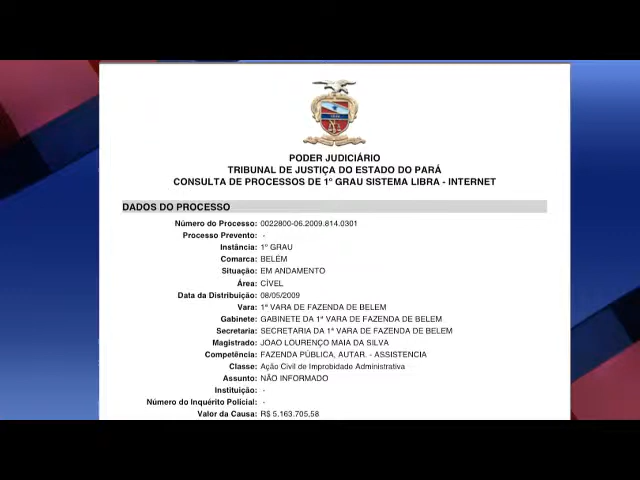 PODER JUDICIÁRIO
TRIBUNAL DE JUSTIÇA DO ESTADO DO PARÁ
CONSULTA DE PROCESSOS DE 1º GRAU SISTEMA LIBRA - INTERNET
DADOS DO PROCESSO
Número do Processo: 0022800-06.2009.814.0301
Processo Prevento: -
Instância: 1º GRAU
Comarca: BELÉM
Situação: EM ANDAMENTO
Área: CÍVEL
Data da Distribuição: 08/05/2009
Vara: 1ª VARA DE FAZENDA DE BELEM
Gabinete: GABINETE DA 1ª VARA DE FAZENDA DE BELEM
Secretaria: SECRETARIA DA 1ª VARA DE FAZENDA DE BELEM
Magistrado: JOAO LOURENÇO MAIA DA SILVA
Competência: FAZENDA PÚBLICA, AUTAR. - ASSISTENCIA
Classe: Ação Civil de Improbidade Administrativa
Assunto: NÃO INFORMADO
Instituição: -
Número do Inquérito Policial: -
Valor da Causa: R$ 5.163.705,58